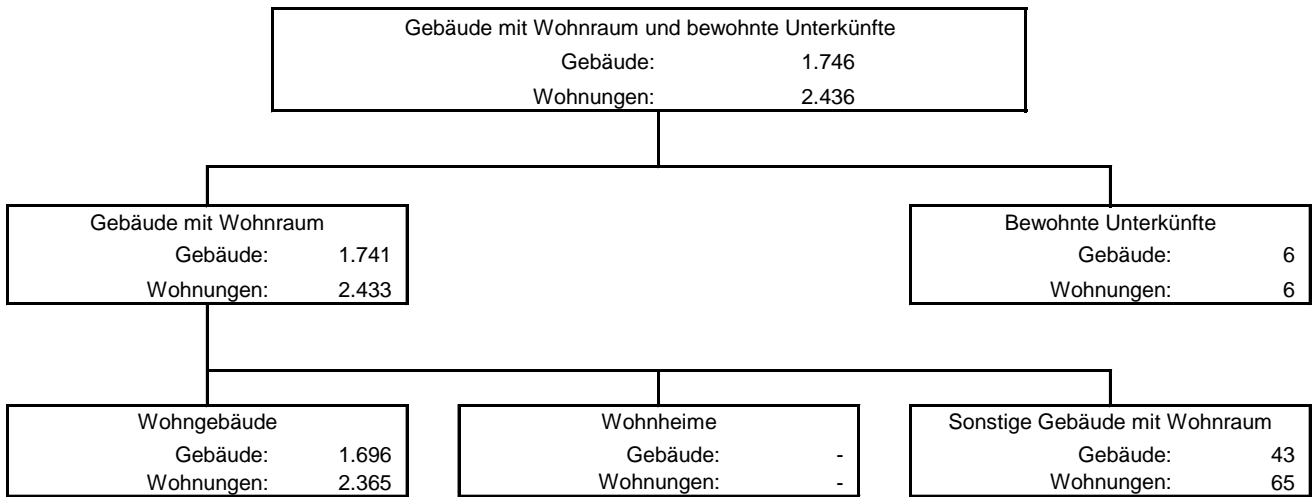 Gebäude mit Wohnraum und bewohnte Unterkünfte
Gebäude: 1.746
Wohnungen: 2.436
Gebäude mit Wohnraum
Gebäude: 1.741
Wohnungen: 2.433
Bewohnte Unterkünfte
Gebäude: 6
Wohnungen: 6
Wohngebäude
Gebäude: 1.696
Wohnungen: 2.365
Wohnheime
Gebäude: -
Wohnungen: -
Sonstige Gebäude mit Wohnraum
Gebäude: 43
Wohnungen: 65